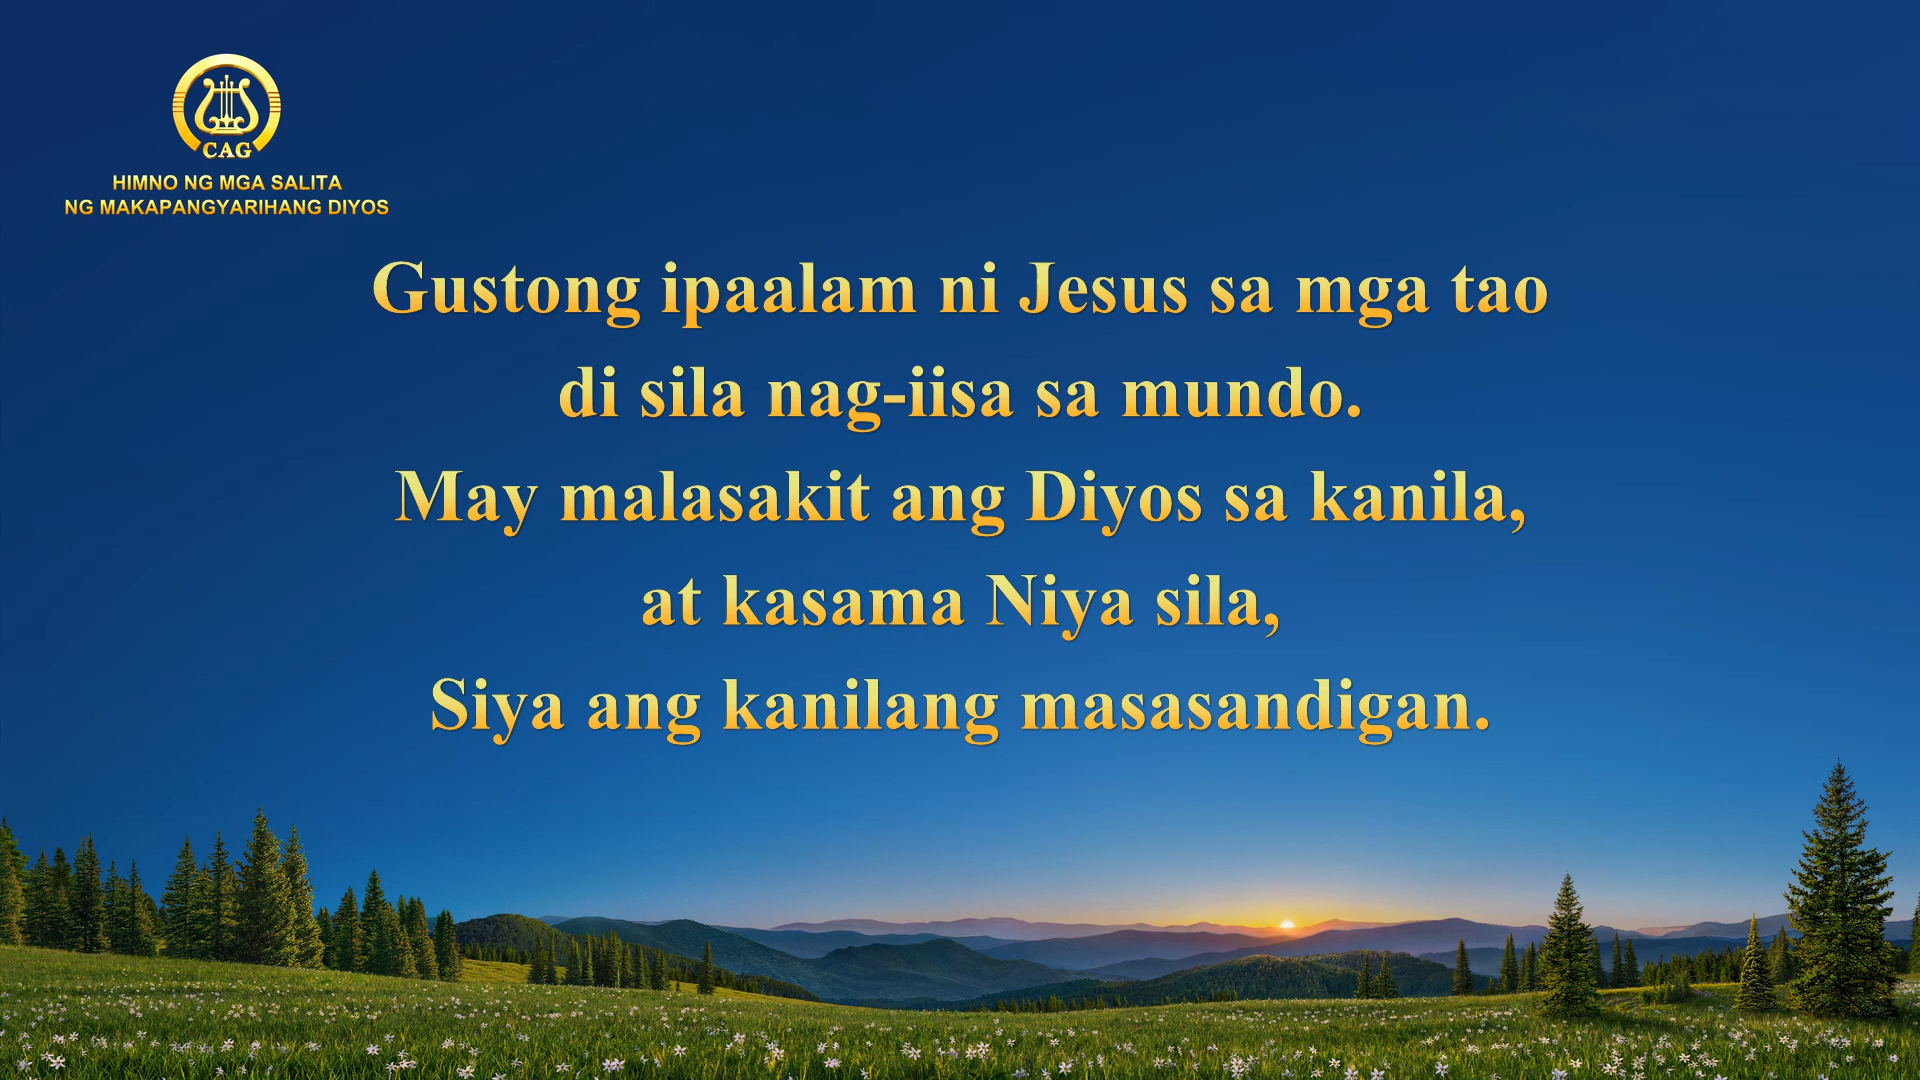 CAG
HIMNO NG MGA SALITA
NG MAKAPANGYARIHANG DIYOS
Gustong ipaalam ni Jesus sa mga tao
di sila nag-iisa sa mundo.
May malasakit ang Diyos sa kanila,
at kasama Niya sila,
Siya ang kanilang masasandigan.